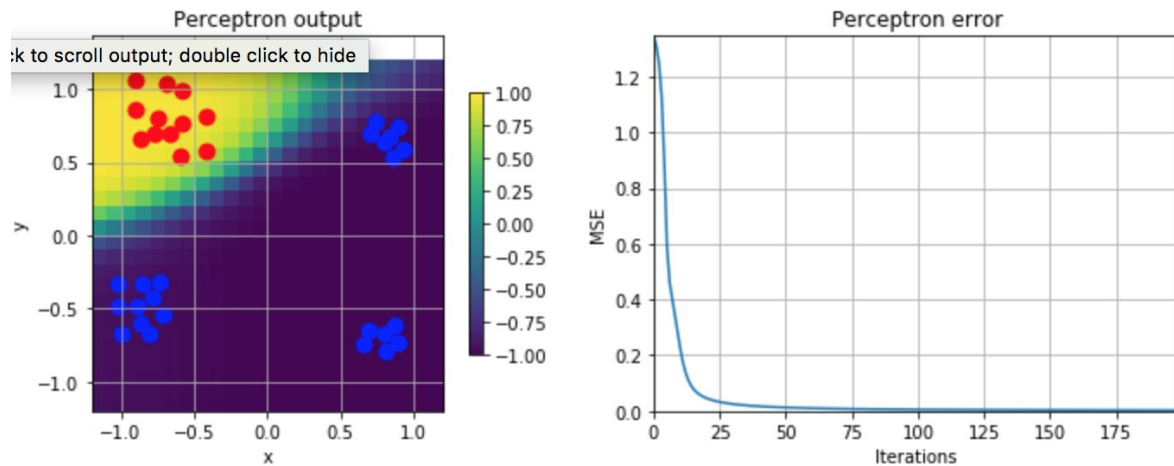 Perceptron output
ck to scroll output; double click to hide
1.0
0.5
0.0
−0.5
−1.0
y
−1.0 −0.5 0.0 0.5 1.0
x
1.00
0.75
0.50
0.25
0.00
−0.25
−0.50
−0.75
−1.00
Perceptron error
1.2
1.0
0.8
0.6
0.4
0.2
0.0
MSE
0 25 50 75 100 125 150 175
Iterations